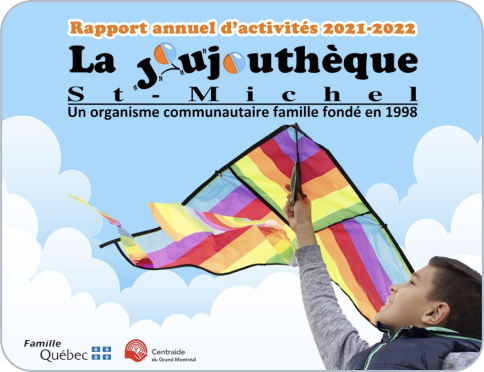 Rapport annuel d'activités 2021-2022
La Joujouthèque
St-Michel
Un organisme communautaire famille fondé en 1998
Famille
Québec
Centraide
du Grand Montréal